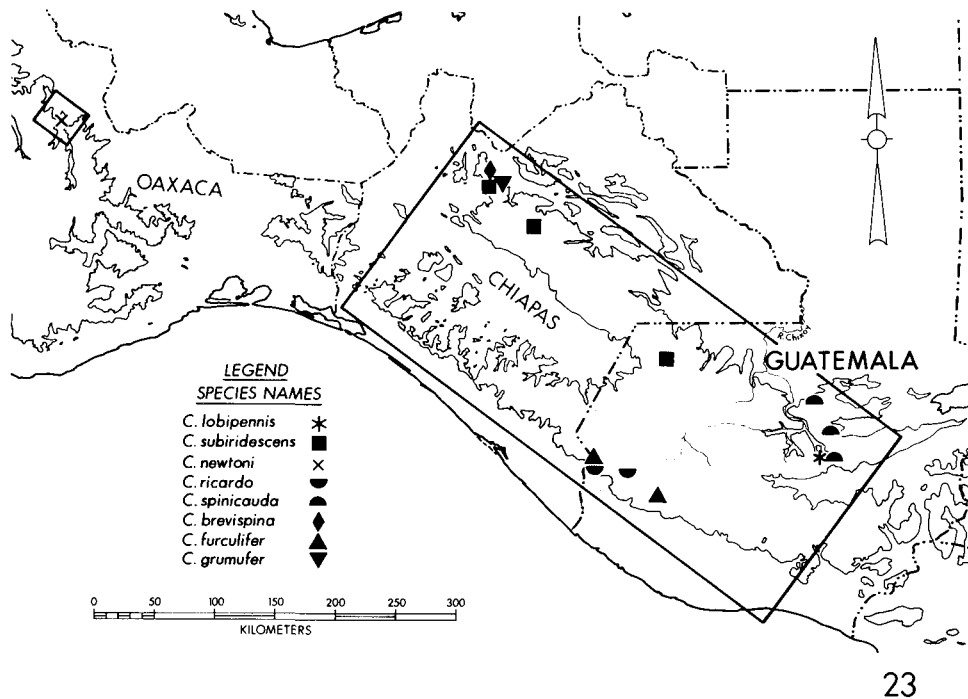 OAXACA
CHIAPAS
R. Chixoy
GUATEMALA
LEGEND
SPECIES NAMES
C. lobipennis
C. subiridescens
C. newtoni
C. ricardo
C. spinicauda
C. brevispina
C. furculifer
C. grumufer
0 50 100 150 200 250 300
KILOMETERS
23